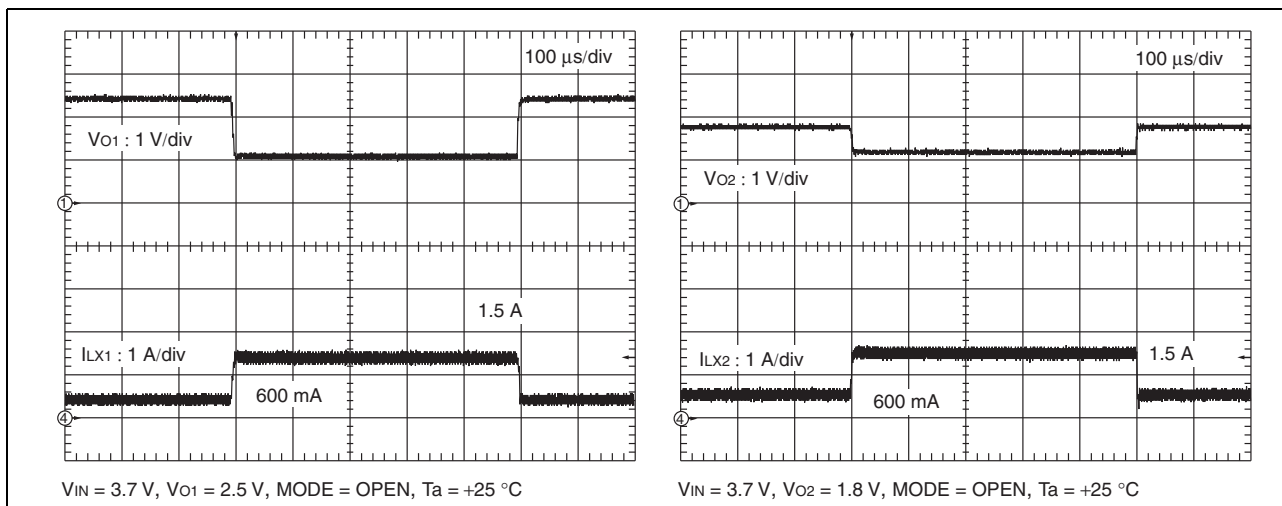 100 µs/div
VO1 : 1 V/div
1
1.5 A
ILX1 : 1 A/div
600 mA
4
VIN = 3.7 V, VO1 = 2.5 V, MODE = OPEN, Ta = +25 °C
100 µs/div
VO2 : 1 V/div
1
1.5 A
ILX2 : 1 A/div
600 mA
4
VIN = 3.7 V, VO2 = 1.8 V, MODE = OPEN, Ta = +25 °C